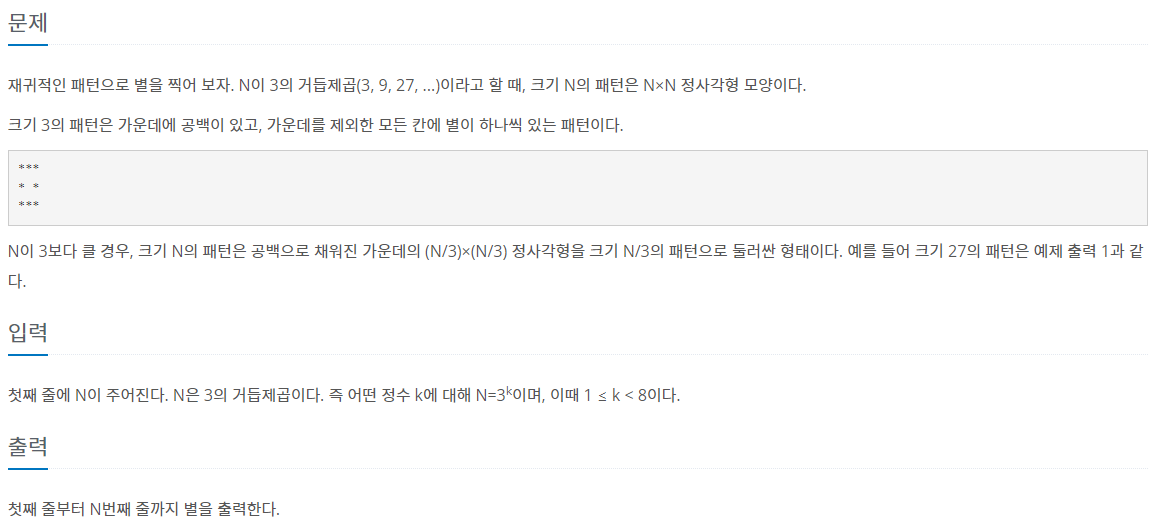 문제
재귀적인 패턴으로 별을 찍어 보자. N이 3의 거듭제곱(3, 9, 27, ...)이라고 할 때, 크기 N의 패턴은 N×N 정사각형 모양이다.
크기 3의 패턴은 가운데에 공백이 있고, 가운데를 제외한 모든 칸에 별이 하나씩 있는 패턴이다.
***
* *
***
N이 3보다 클 경우, 크기 N의 패턴은 공백으로 채워진 가운데의 (N/3)×(N/3) 정사각형을 크기 N/3의 패턴으로 둘러싼 형태이다. 예를 들어 크기 27의 패턴은 예제 출력 1과 같
다.
입력
첫째 줄에 N이 주어진다. N은 3의 거듭제곱이다. 즉 어떤 정수 k에 대해 N=3ᵏ이며, 이때 1 ≤ k < 8이다.
출력
첫째 줄부터 N번째 줄까지 별을 출력한다.